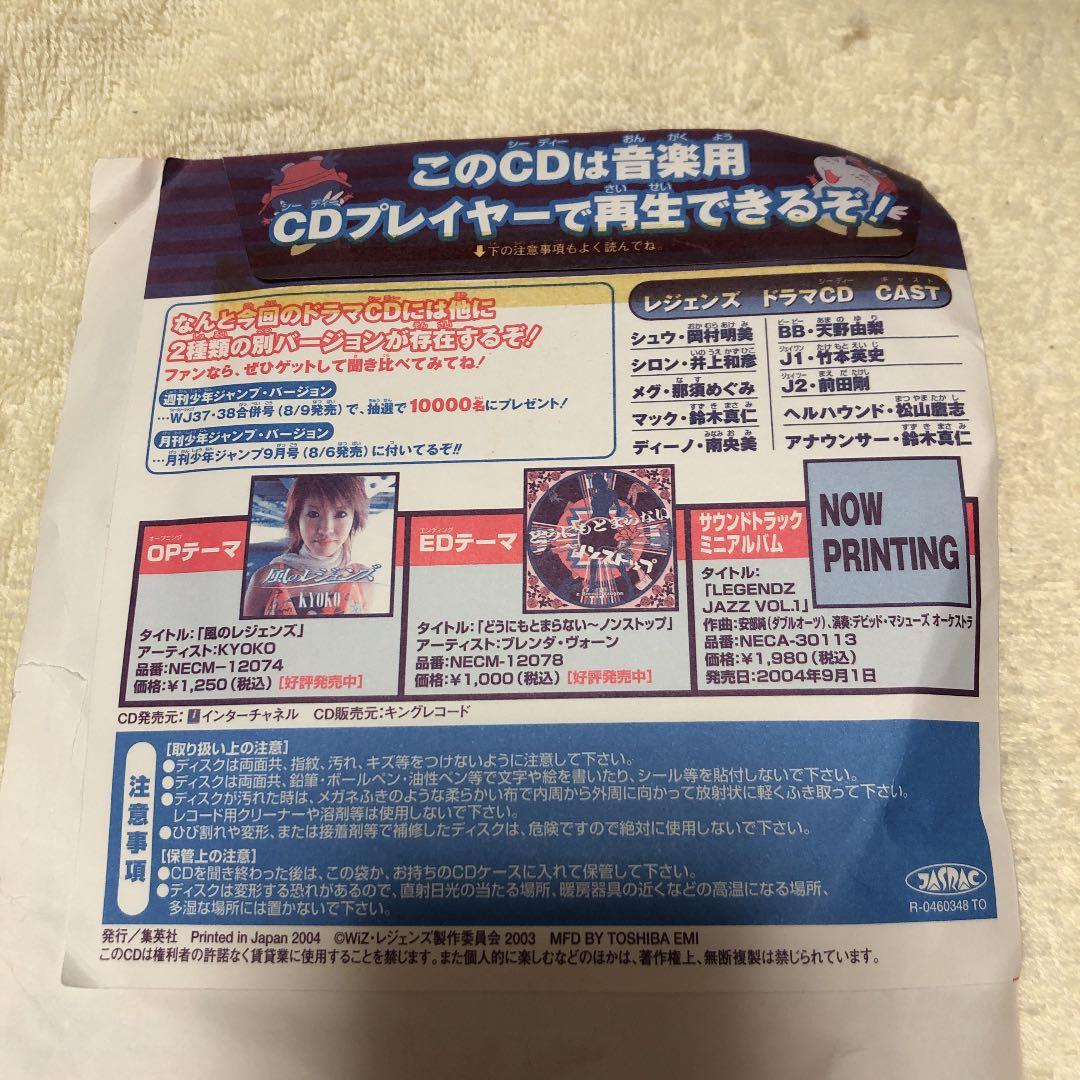 このCDは音楽用
CDプレイヤーで再生できるぞ!
⬇下の注意事項もよく読んでね。
なんと今回のドラマCDには他に
2種類の別バージョンが存在するぞ!
ファンなら、ぜひゲットして聞き比べてみてね!
週刊少年ジャンプ・バージョン
…WJ37・38合併号(8/9発売)で、抽選で10000名にプレゼント!
月刊少年ジャンプ・バージョン
…月刊少年ジャンプ9月号(8/6発売)に付いてるぞ!!
レジェンズ ドラマCD CAST
シュウ・岡村明美
シロン・井上和彦
メグ・那須めぐみ
マック・鈴木真仁
ディーノ・南央美
BB・天野由梨
J1・竹本英史
J2・前田剛
ヘルハウンド・松山鷹志
アナウンサー・鈴木真仁
OPテーマ
風のレジェンズ
KYOKO
タイトル:「風のレジェンズ」
アーティスト:KYOKO
品番:NECM-12074
価格:¥1,250(税込)[好評発売中]
EDテーマ
どうにもとまらない
ノンストップ
タイトル:「どうにもとまらない~ノンストップ」
アーティスト:ブレンダ・ヴォーン
品番:NECM-12078
価格:¥1,000(税込)[好評発売中]
サウンドトラック
ミニアルバム
NOW
PRINTING
タイトル:
「LEGENDZ
JAZZ VOL.1」
作曲:安部純(ダブルオーツ)、演奏:デビッド・マシューズ オーケストラ
品番:NECA-30113
価格:¥1,980(税込)
発売日:2004年9月1日
CD発売元:インターチャネル CD販売元:キングレコード
注意事項
[取り扱い上の注意]
●ディスクは両面共、指紋、汚れ、キズ等をつけないように注意して下さい。
●ディスクは両面共、鉛筆・ボールペン・油性ペン等で文字や絵を書いたり、シール等を貼付しないで下さい。
●ディスクが汚れた時は、メガネふきのような柔らかい布で内周から外周に向かって放射状に軽くふき取って下さい。
レコード用クリーナーや溶剤等は使用しないで下さい。
●ひび割れや変形、または接着剤等で補修したディスクは、危険ですので絶対に使用しないで下さい。
[保管上の注意]
●CDを聞き終わった後は、この袋か、お持ちのCDケースに入れて保管して下さい。
●ディスクは変形する恐れがあるので、直射日光の当たる場所、暖房器具の近くなどの高温になる場所、
多湿な場所には置かないで下さい。
JASRAC
R-0460348 TO
発行/集英社 Printed in Japan 2004 ©WiZ・レジェンズ製作委員会 2003 MFD BY TOSHIBA EMI
このCDは権利者の許諾なく賃貸業に使用することを禁じます。また個人的に楽しむなどのほかは、著作権上、無断複製は禁じられています。